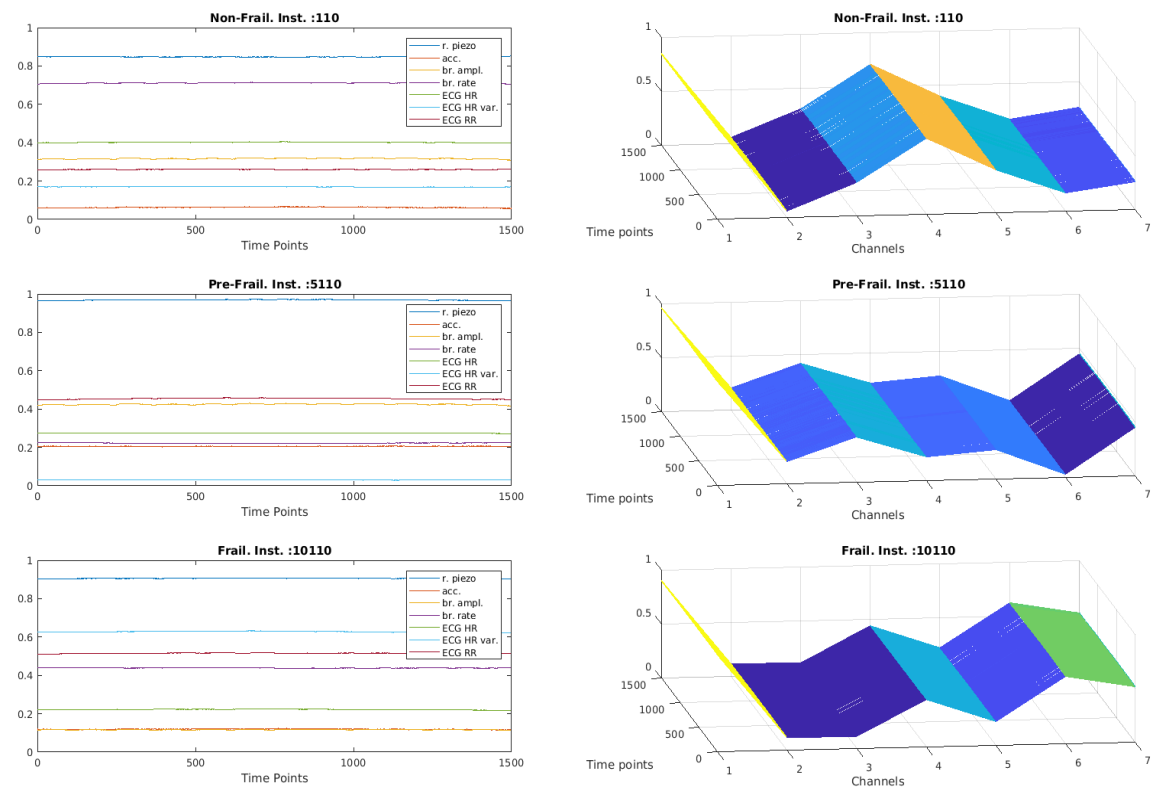 Non-Frail. Inst. :110
1
0.8
0.6
0.4
0.2
0
0 500 1000 1500
Time Points
r. piezo
acc.
br. ampl.
br. rate
ECG HR
ECG HR var.
ECG RR
Non-Frail. Inst. :110
1
0.5
0
1500
1000
500
0
Time points
1 2 3 4 5 6 7
Channels
Pre-Frail. Inst. :5110
1
0.8
0.6
0.4
0.2
0
0 500 1000 1500
Time Points
r. piezo
acc.
br. ampl.
br. rate
ECG HR
ECG HR var.
ECG RR
Pre-Frail. Inst. :5110
1
0.5
0
1500
1000
500
0
Time points
1 2 3 4 5 6 7
Channels
Frail. Inst. :10110
1
0.8
0.6
0.4
0.2
0
0 500 1000 1500
Time Points
r. piezo
acc.
br. ampl.
br. rate
ECG HR
ECG HR var.
ECG RR
Frail. Inst. :10110
1
0.5
0
1500
1000
500
0
Time points
1 2 3 4 5 6 7
Channels